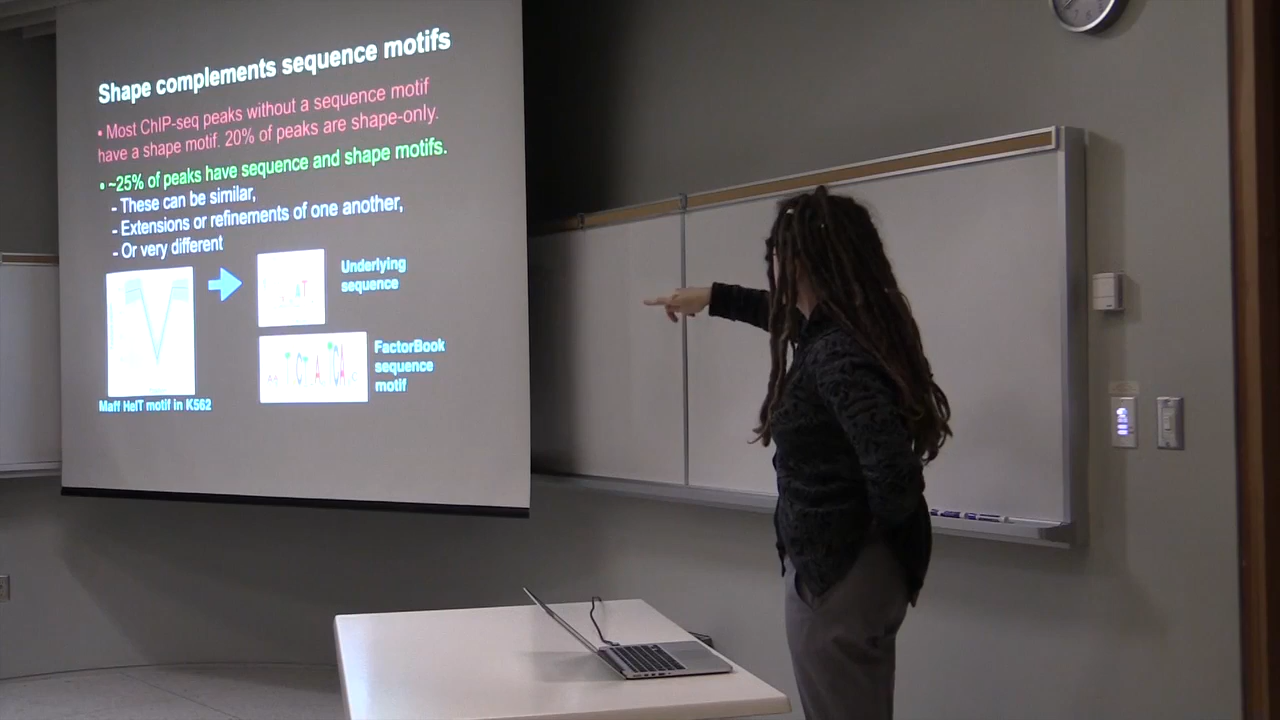 Shape complements sequence motifs
• Most ChIP-seq peaks without a sequence motif
have a shape motif. 20% of peaks are shape-only.
• ~25% of peaks have sequence and shape motifs.
- These can be similar,
- Extensions or refinements of one another,
- Or very different
Underlying
sequence
FactorBook
sequence
motif
Maff HelT motif in K562